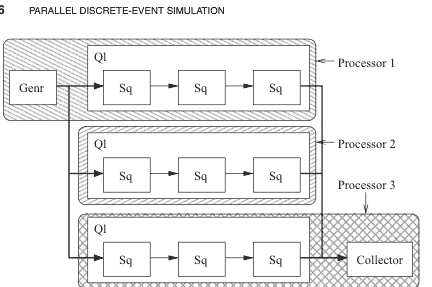 6 PARALLEL DISCRETE-EVENT SIMULATION
Ql
Processor 1
Genr
Sq
Sq
Sq
Ql
Processor 2
Sq
Sq
Sq
Processor 3
Ql
Sq
Sq
Sq
Collector